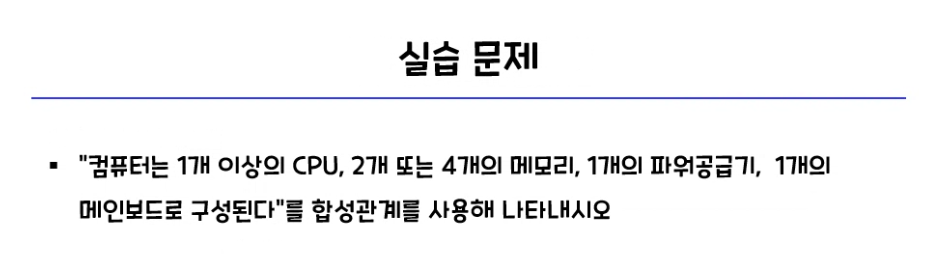 실습 문제
▪ "컴퓨터는 1개 이상의 CPU, 2개 또는 4개의 메모리, 1개의 파워공급기, 1개의
메인보드로 구성된다"를 합성관계를 사용해 나타내시오